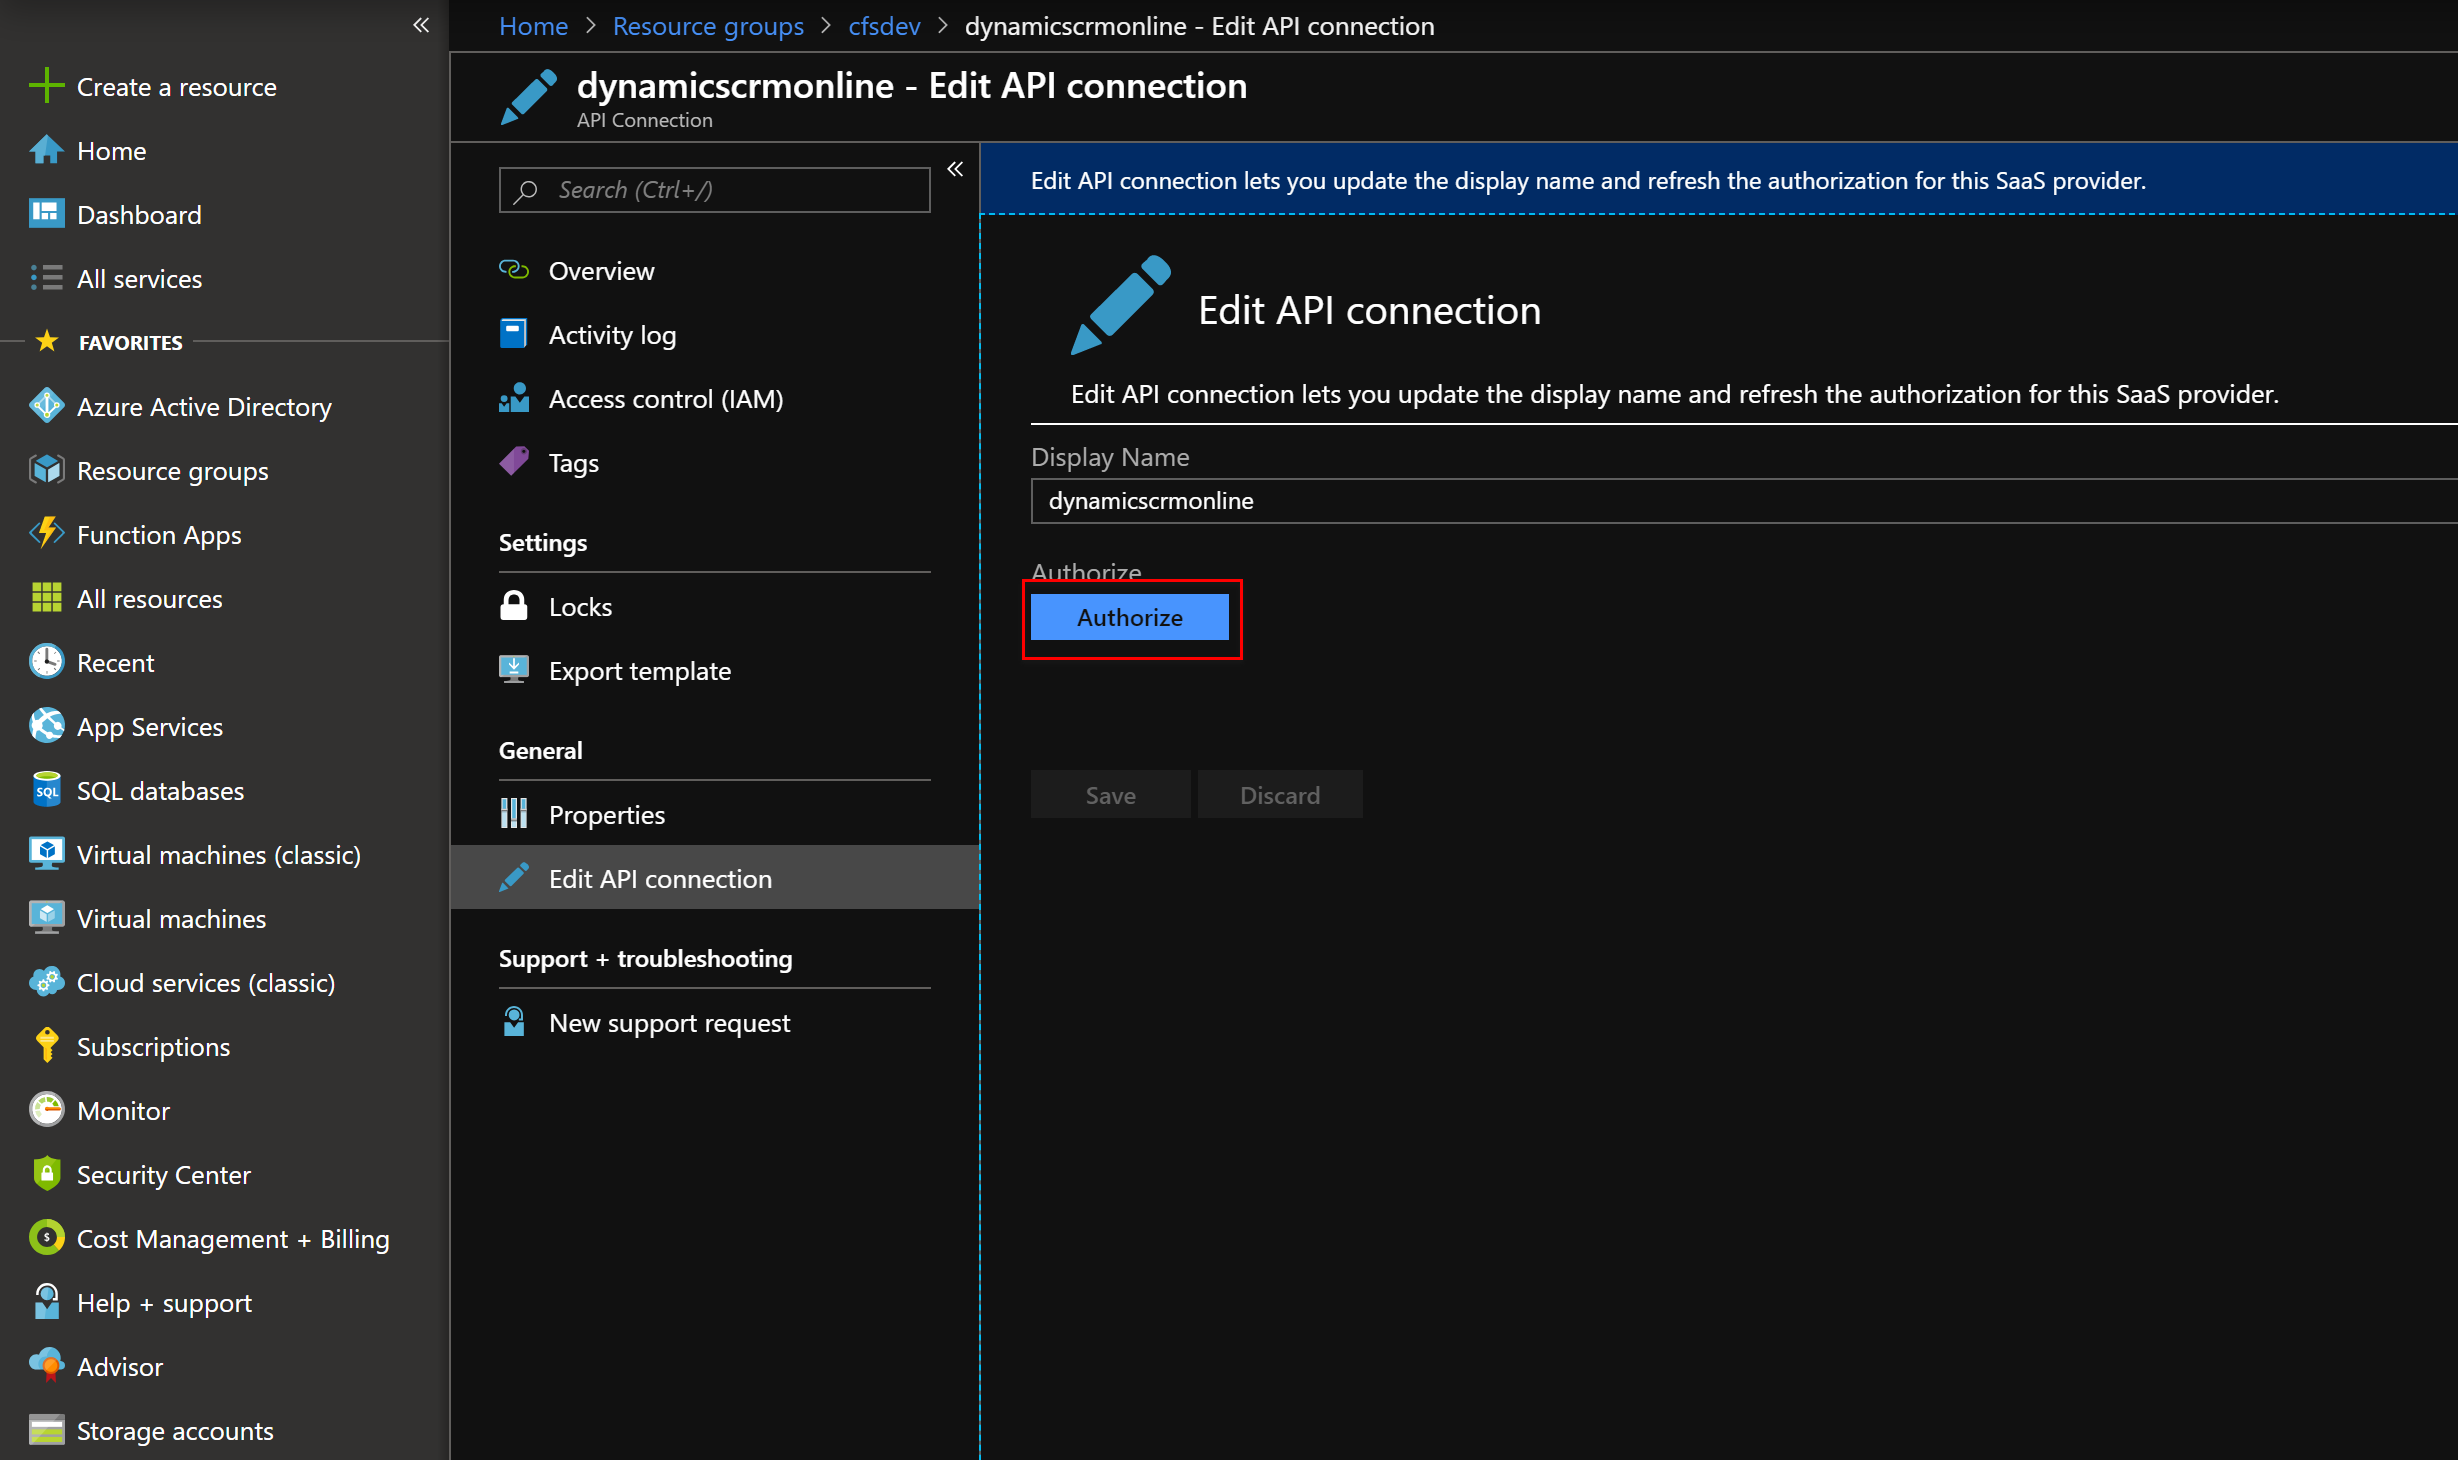 Home > Resource groups > cfsdev > dynamicscrmonline - Edit API connection
dynamicscrmonline - Edit API connection
API Connection
Create a resource
Home
Dashboard
All services
FAVORITES
Azure Active Directory
Resource groups
Function Apps
All resources
Recent
App Services
SQL
SQL databases
Virtual machines (classic)
Virtual machines
Cloud services (classic)
Subscriptions
Monitor
Security Center
$
Cost Management + Billing
Help + support
Advisor
Storage accounts
Search (Ctrl+/)
Overview
Activity log
Access control (IAM)
Tags
Settings
Locks
Export template
General
Properties
Edit API connection
Support + troubleshooting
New support request
Edit API connection lets you update the display name and refresh the authorization for this SaaS provider.
Edit API connection
Edit API connection lets you update the display name and refresh the authorization for this SaaS provider.
Display Name
dynamicscrmonline
Authorize
Authorize
Save
Discard